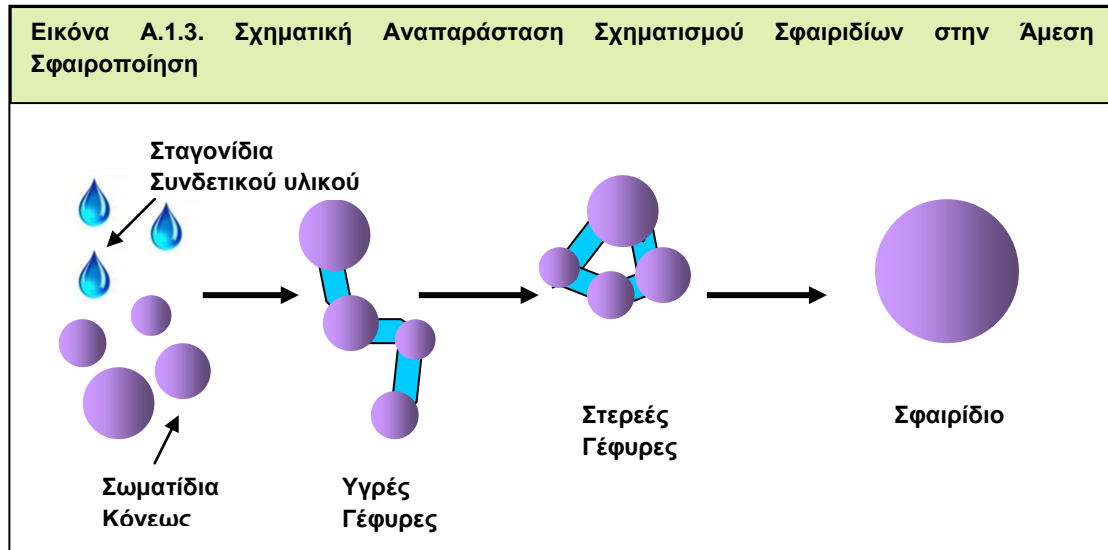 Εικόνα Α.1.3. Σχηματική Αναπαράσταση Σχηματισμού Σφαιριδίων στην Άμεση
Σφαιροποίηση
Σταγονίδια
Συνδετικού υλικού
Σωματίδια
Κόνεως
Υγρές
Γέφυρες
Στερεές
Γέφυρες
Σφαιρίδιο